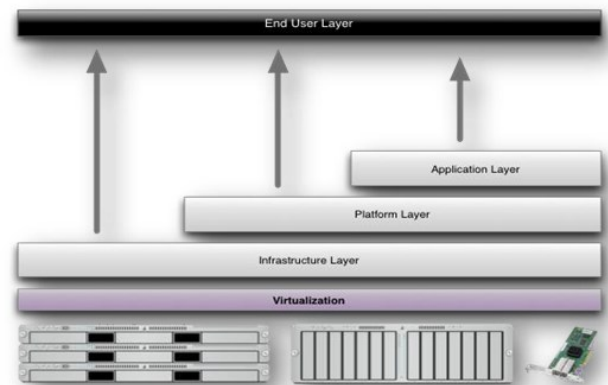 End User Layer
Application Layer
Platform Layer
Infrastructure Layer
Virtualization